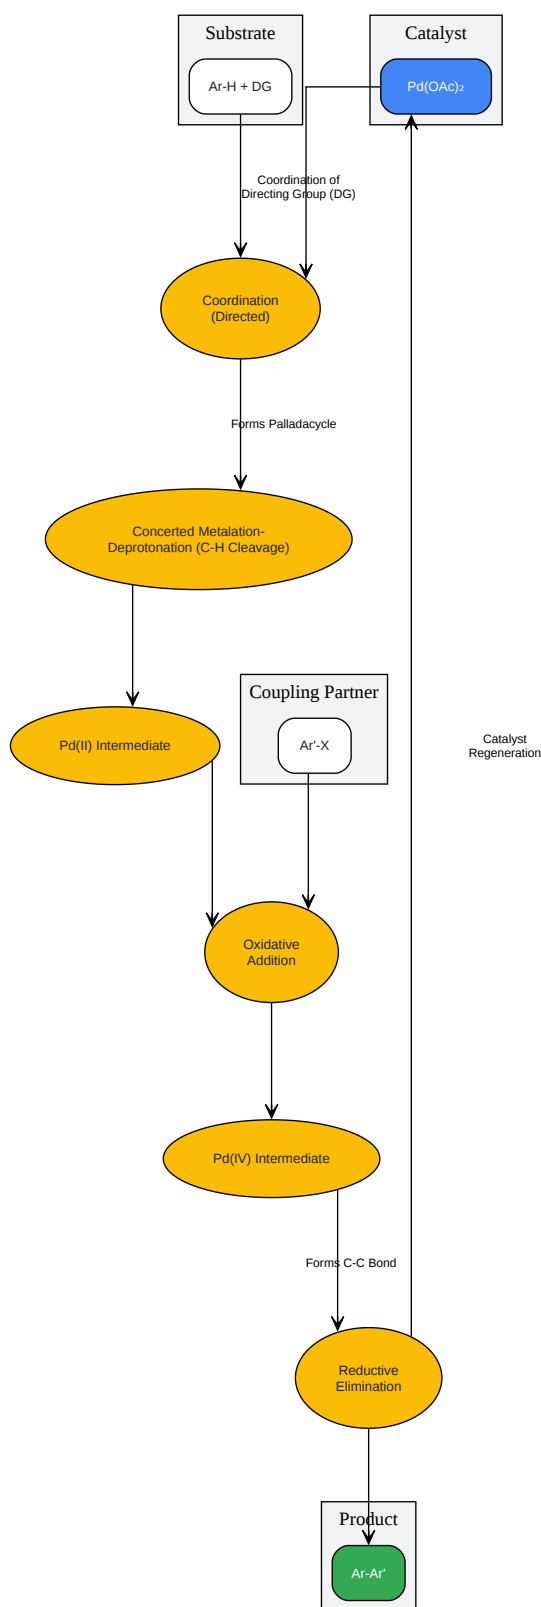 Substrate
Catalyst
Ar-H + DG
Pd(OAc)₂
Coordination of
Directing Group (DG)
Coordination
(Directed)
Forms Palladacycle
Concerted Metalation-
Deprotonation (C-H Cleavage)
Coupling Partner
Pd(II) Intermediate
Ar'-X
Catalyst
Regeneration
Oxidative
Addition
Pd(IV) Intermediate
Forms C-C Bond
Reductive
Elimination
Product
Ar-Ar'